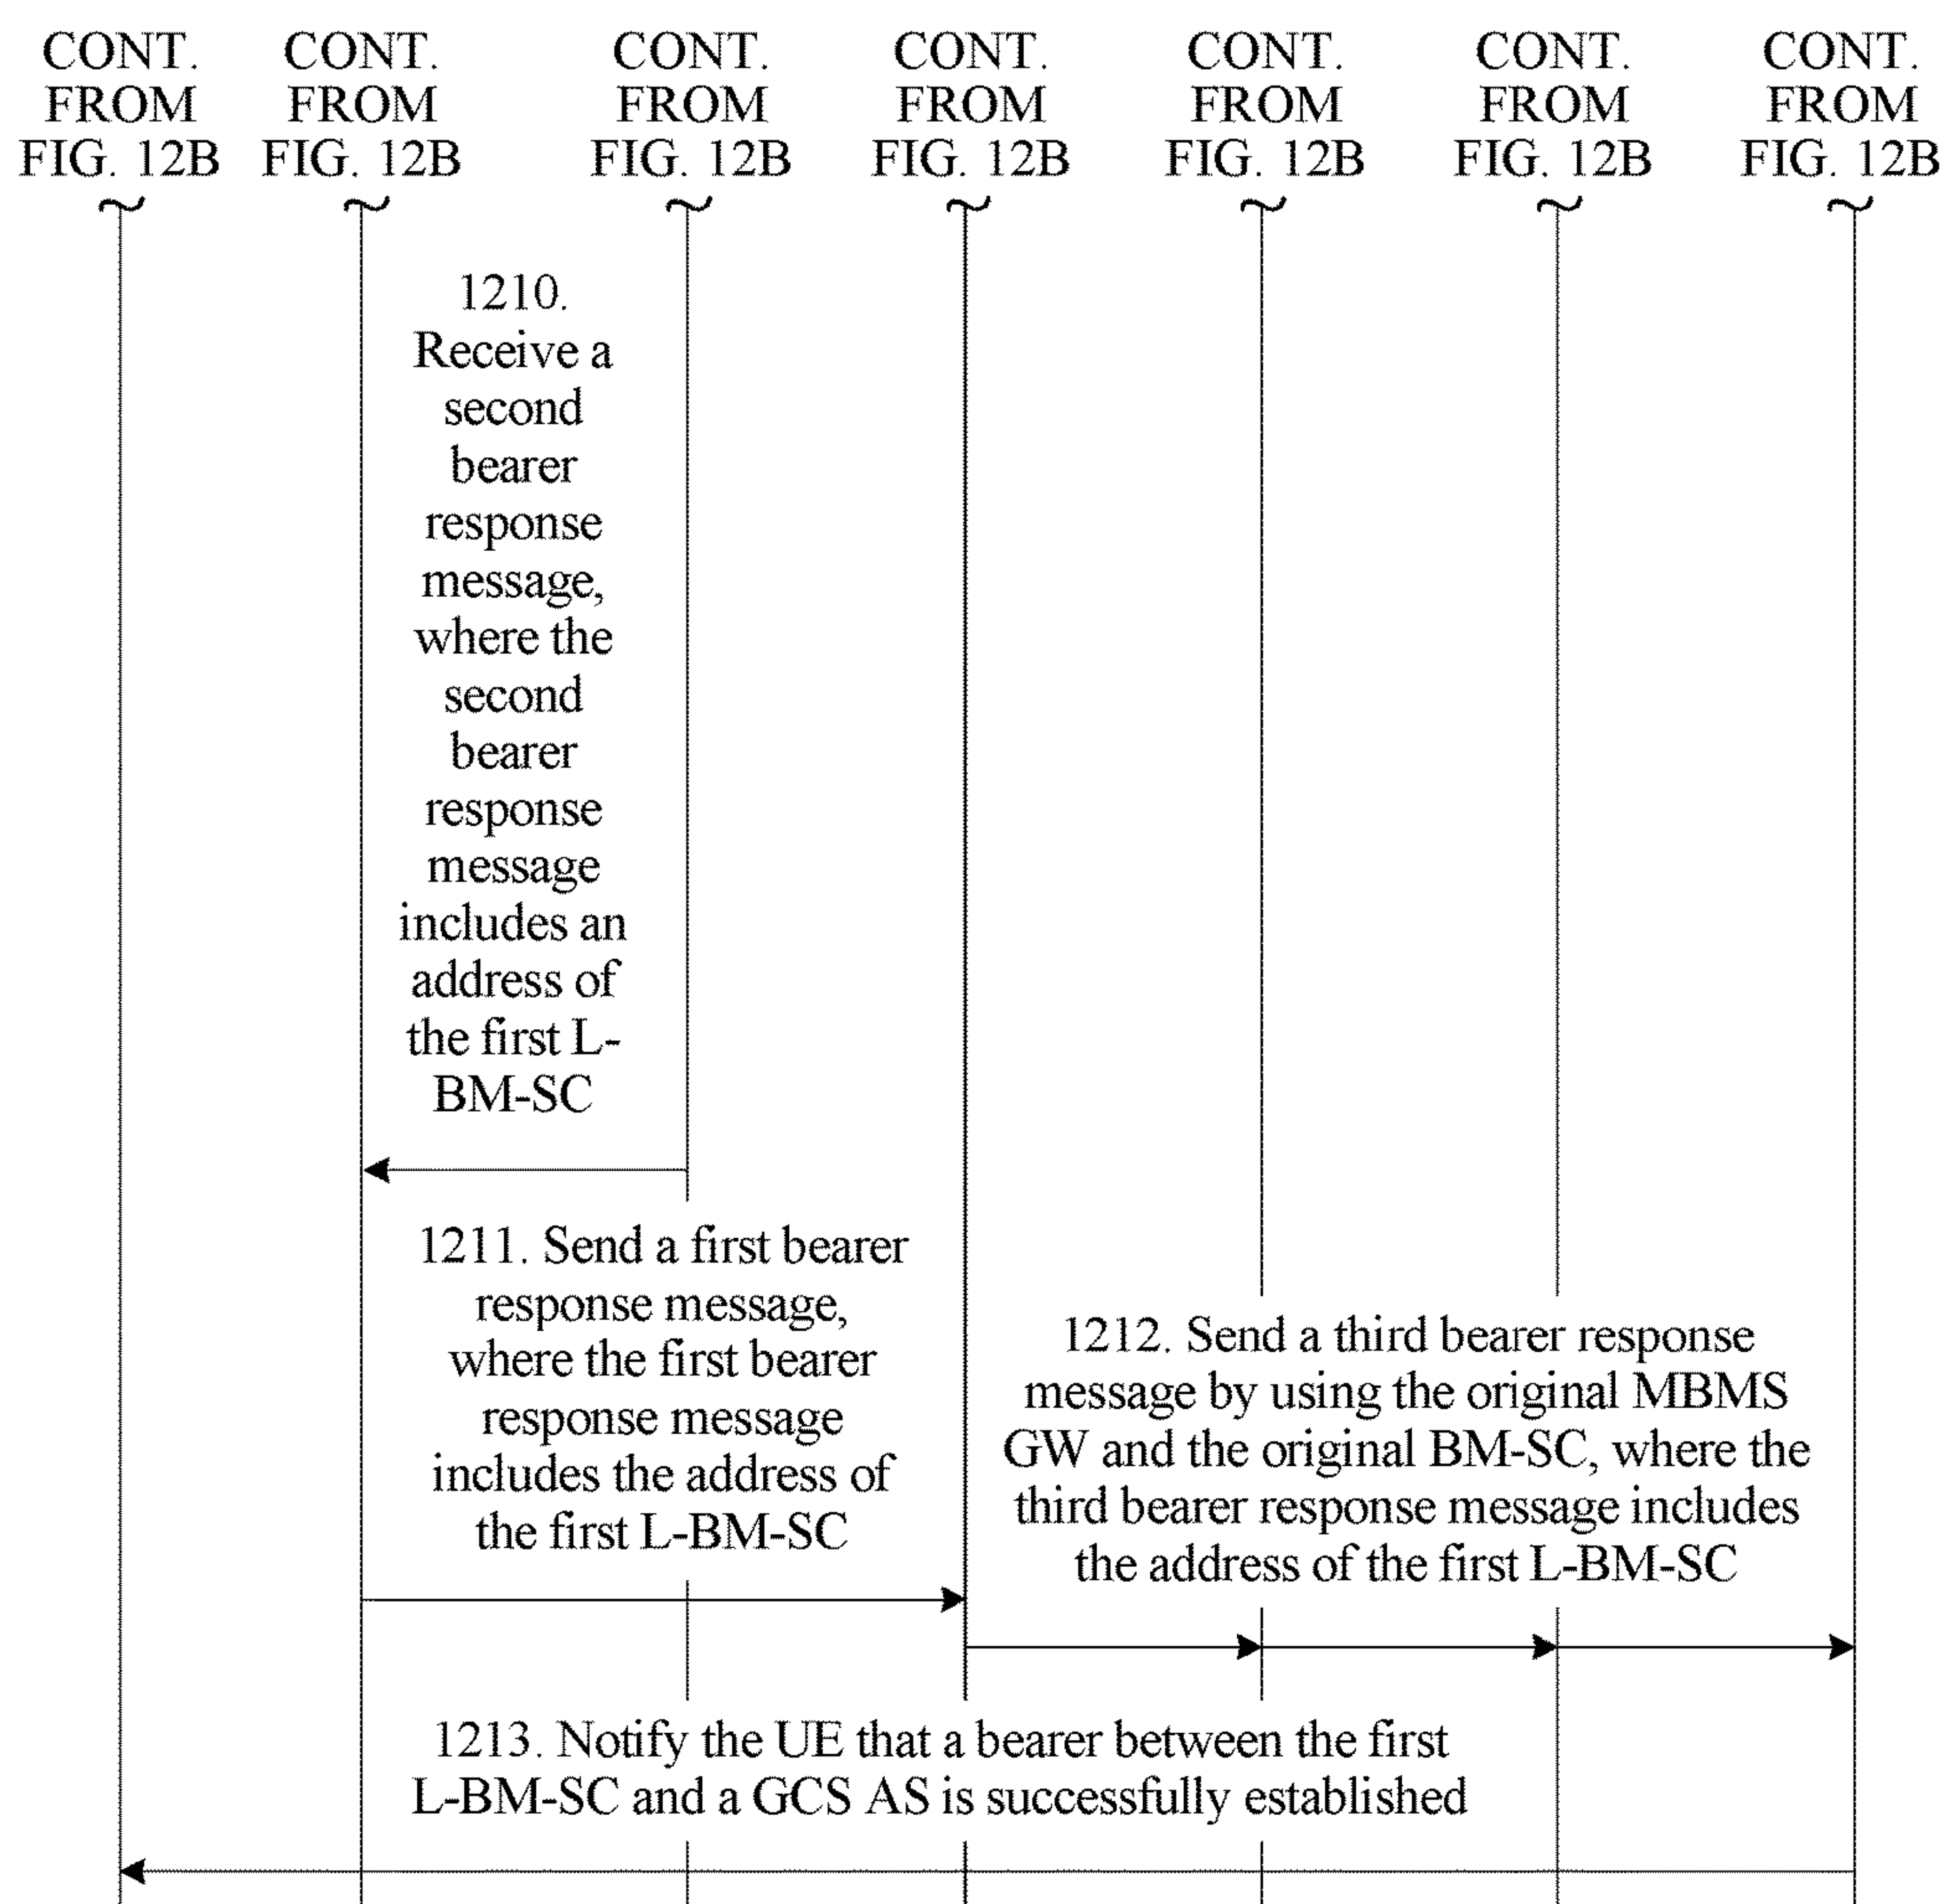 CONT. CONT. CONT. CONT. CONT. CONT. CONT.
FROM FROM FROM FROM FROM FROM FROM
FIG. 12B FIG. 12B FIG. 12B FIG. 12B FIG. 12B FIG. 12B FIG. 12B
1210.
Receive a
second
bearer
response
message,
where the
second
bearer
response
message
includes an
address of
the first L-
BM-SC
1211. Send a first bearer
response message,
where the first bearer
response message
includes the address of
the first L-BM-SC
1212. Send a third bearer response
message by using the original MBMS
GW and the original BM-SC, where the
third bearer response message includes
the address of the first L-BM-SC
1213. Notify the UE that a bearer between the first
L-BM-SC and a GCS AS is successfully established